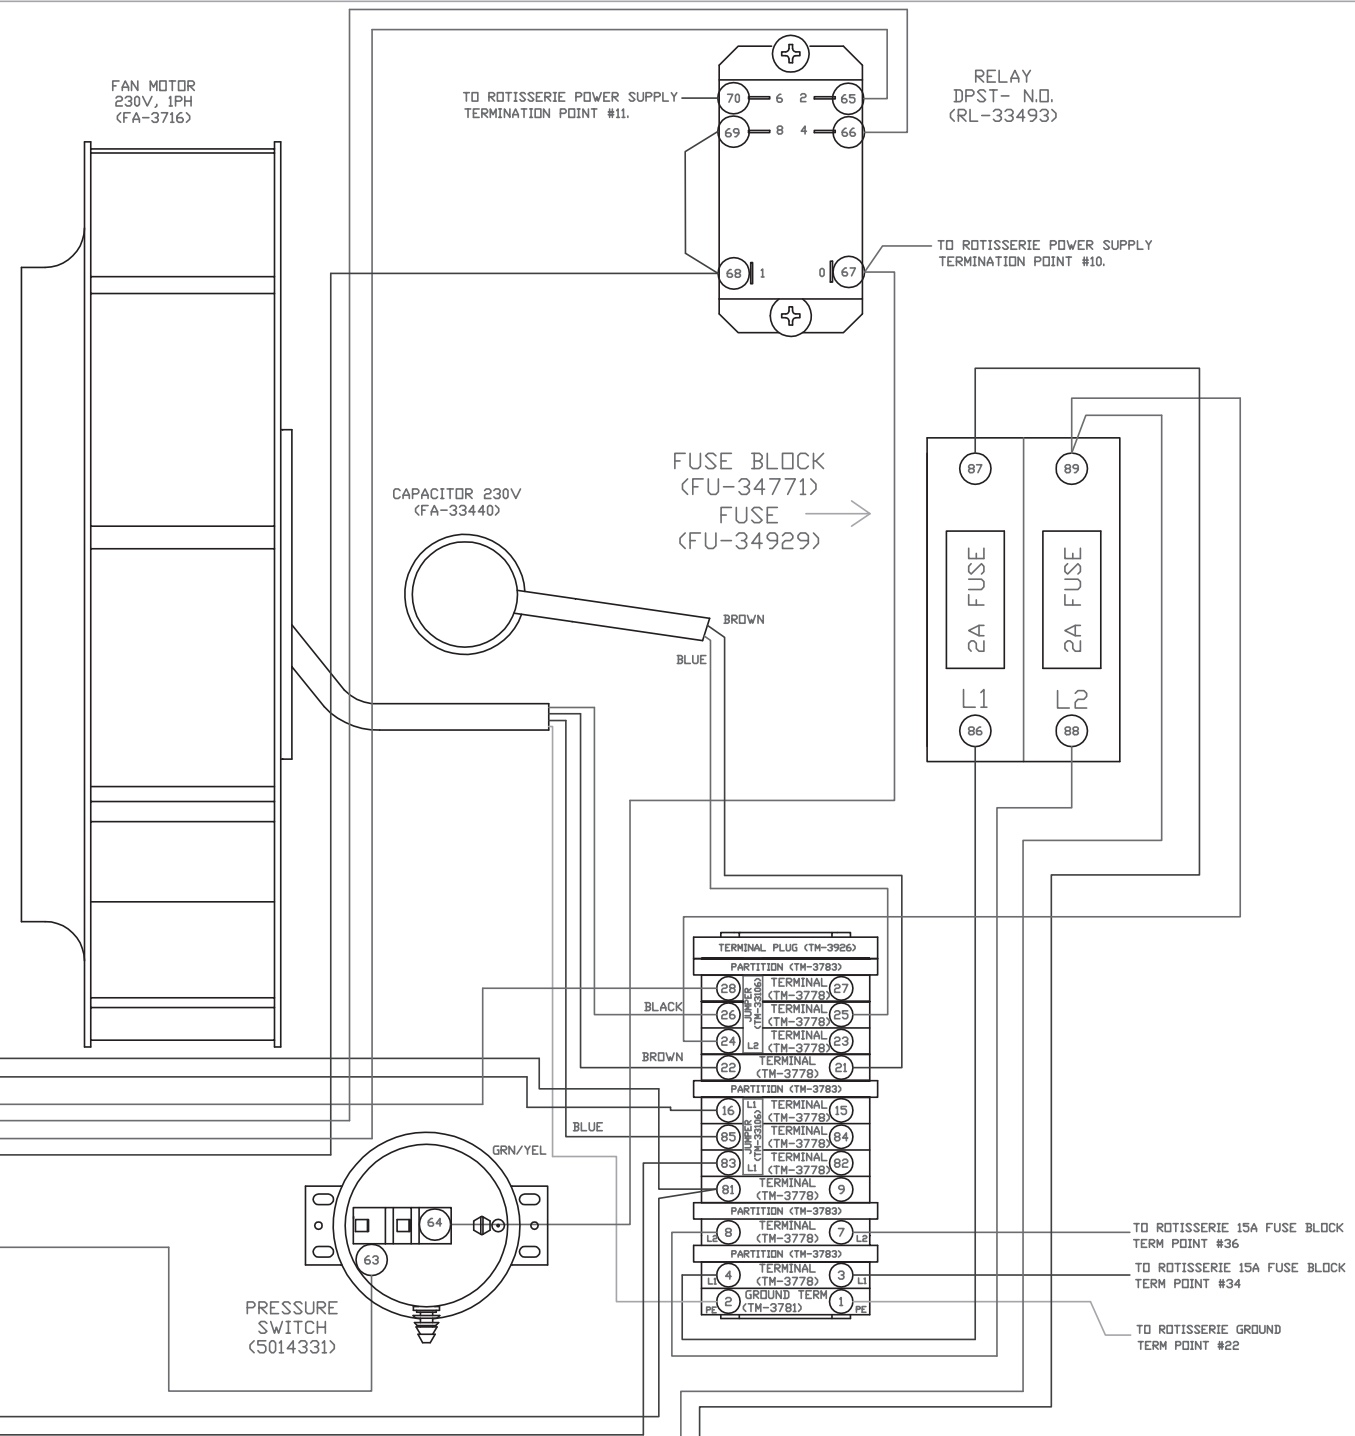 FAN MOTOR
230V, 1PH
(FA-3716)
TO ROTISSERIE POWER SUPPLY
TERMINATION POINT #11.
70 6 2 65
69 8 4 66
68 1 0 67
RELAY
DPST- N.O.
(RL-33493)
TO ROTISSERIE POWER SUPPLY
TERMINATION POINT #10.
CAPACITOR 230V
(FA-33440)
FUSE BLOCK
(FU-34771)
FUSE
(FU-34929)
87 89
2A FUSE
2A FUSE
L1 L2
86 88
BROWN
BLUE
TERMINAL PLUG (TM-3926)
PARTITION (TM-3783)
28 TERMINAL 27
(TM-3778)
BLACK
26 TERMINAL 25
(TM-3778)
JUMPER
(TM-33106)
24 L2 TERMINAL 23
(TM-3778)
BROWN
22 TERMINAL 21
(TM-3778)
PARTITION (TM-3783)
16 L1 TERMINAL 15
(TM-3778)
BLUE
85 TERMINAL 84
(TM-3778)
JUMPER
(TM-33106)
83 L1 TERMINAL 82
(TM-3778)
81 TERMINAL 9
(TM-3778)
PARTITION (TM-3783)
8 TERMINAL 7
L2 (TM-3778) L2
PARTITION (TM-3783)
4 TERMINAL 3
L1 (TM-3778) L1
2 GROUND TERM 1
PE (TM-3781) PE
GRN/YEL
64
63
PRESSURE
SWITCH
(5014331)
TO ROTISSERIE 15A FUSE BLOCK
TERM POINT #36
TO ROTISSERIE 15A FUSE BLOCK
TERM POINT #34
TO ROTISSERIE GROUND
TERM POINT #22